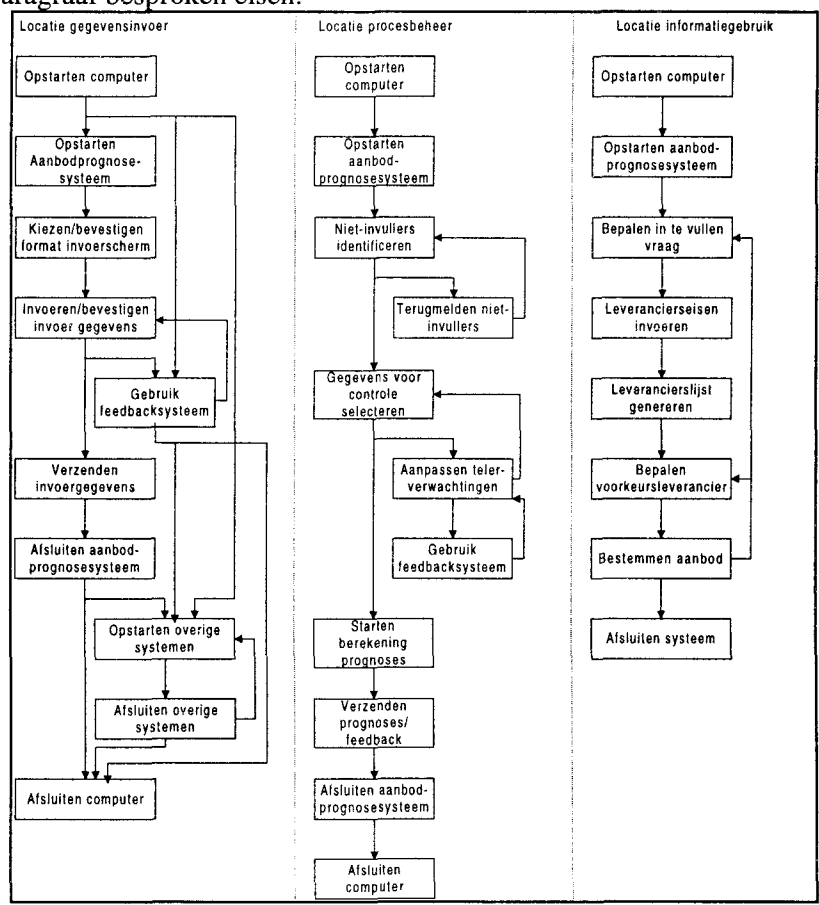 paragraaf besproken eisen.
Locatie gegevensinvoer
Opstarten computer
Opstarten
Aanbodprognose-
systeem
Kiezen/bevestigen
format invoerscherm
Invoeren/bevestigen
invoer gegevens
Gebruik
feedbacksysteem
Verzenden
invoergegevens
Afsluiten aanbod-
prognosesysteem
Opstarten overige
systemen
Afsluiten overige
systemen
Afsluiten computer
Locatie procesbeheer
Opstarten
computer
Opstarten
aanbod-
prognosesysteem
Niet-invullers
identificeren
Terugmelden niet-
invullers
Gegevens voor
controle
selecteren
Aanpassen teler-
verwachtingen
Gebruik
feedbacksysteem
Starten
berekening
prognoses
Verzenden
prognoses/
feedback
Afsluiten aanbod-
prognosesysteem
Afsluiten
computer
Locatie informatiegebruik
Opstarten computer
Opstarten aanbod-
prognosesysteem
Bepalen in te vullen
vraag
Leverancierseisen
invoeren
Leverancierslijst
genereren
Bepalen
voorkeursleverancier
Bestemmen aanbod
Afsluiten systeem